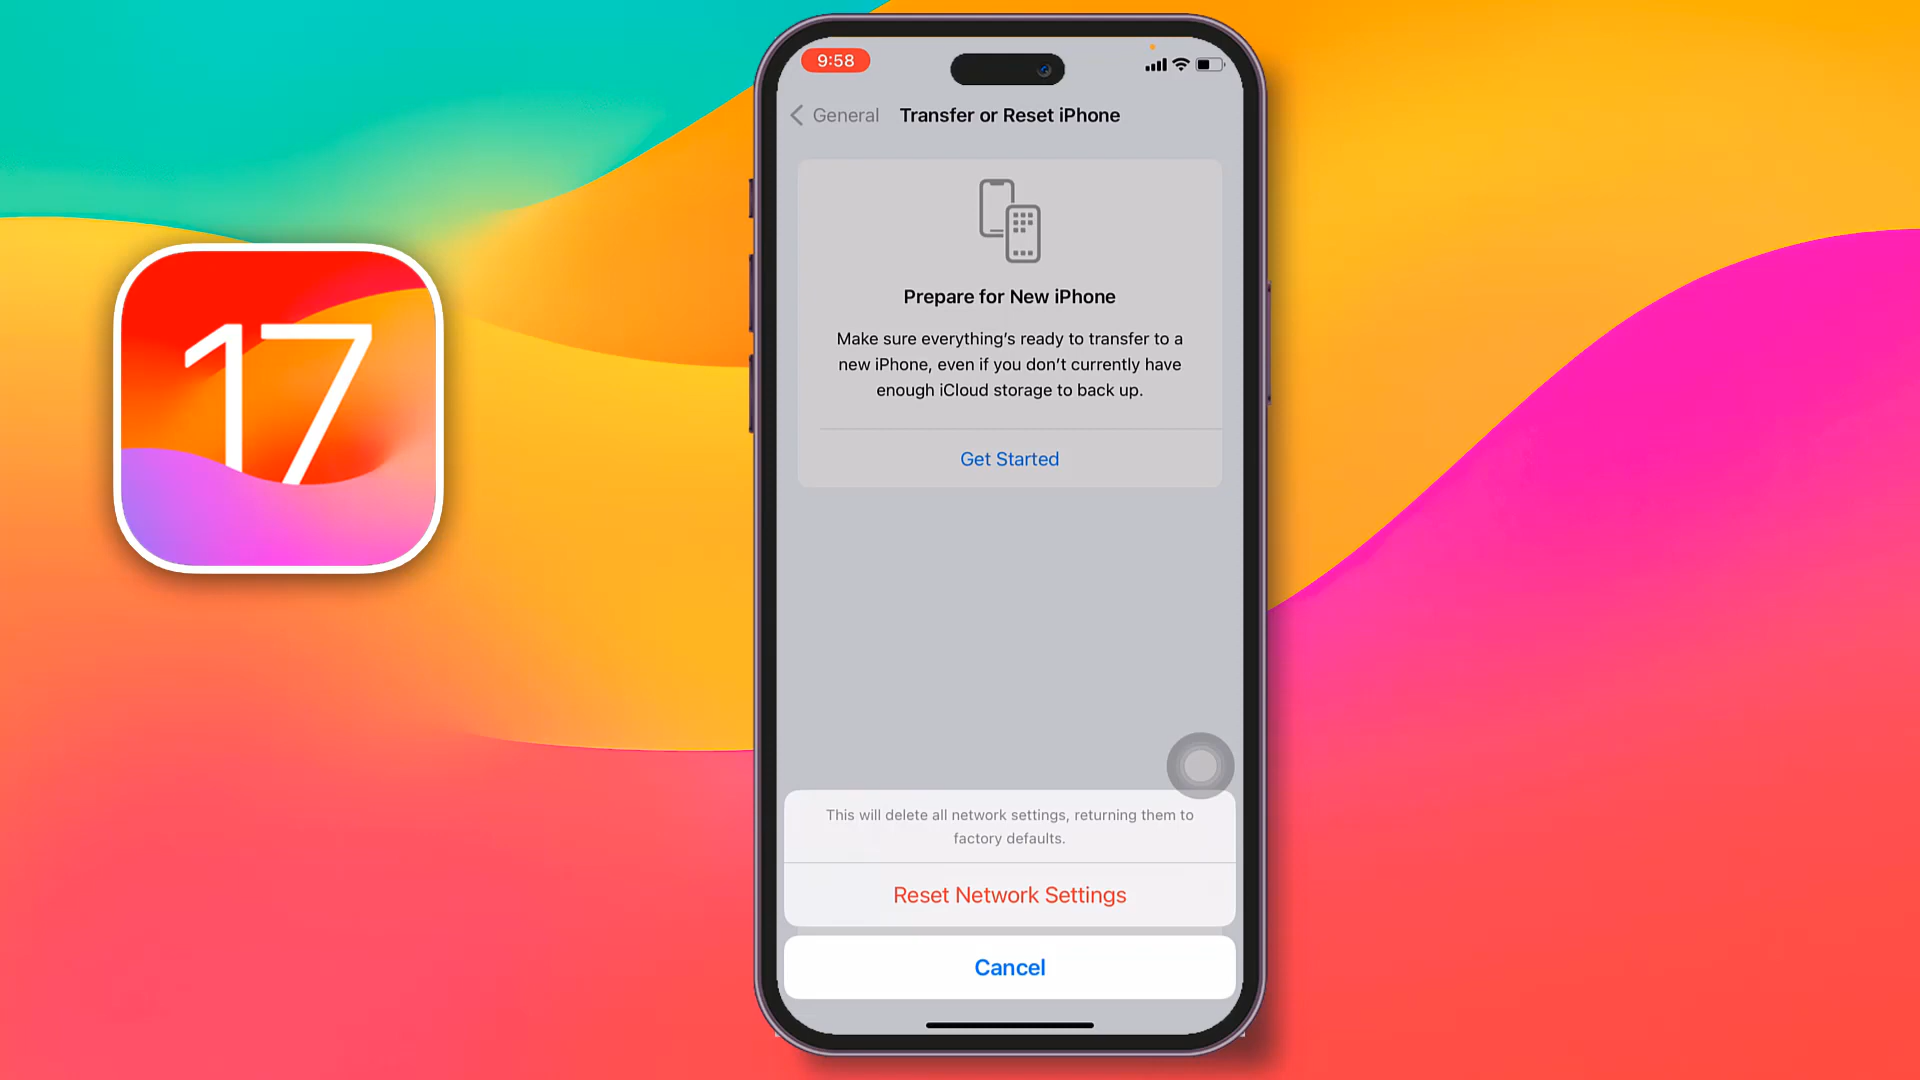 17
9:58
General
Transfer or Reset iPhone
Prepare for New iPhone
Make sure everything's ready to transfer to a
new iPhone, even if you don't currently have
enough iCloud storage to back up.
Get Started
This will delete all network settings, returning them to
factory defaults.
Reset Network Settings
Cancel